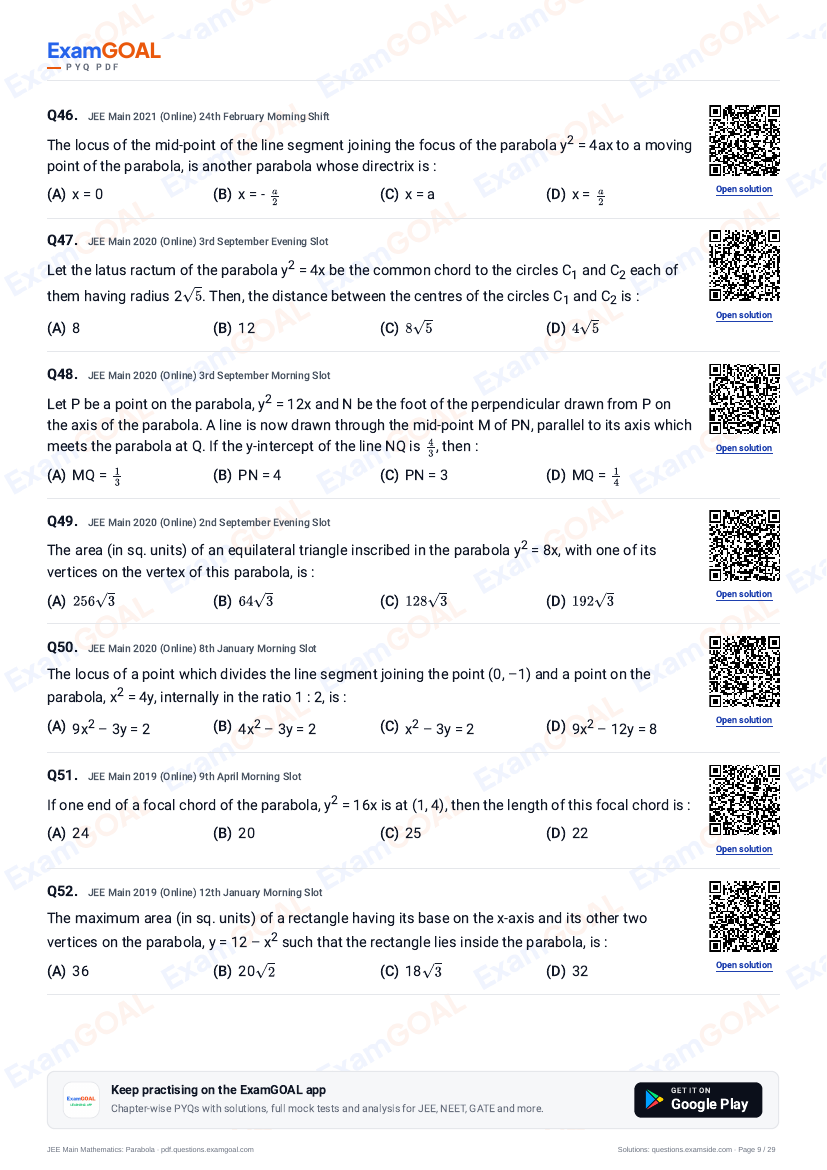 ExamGOAL
PYQ PDF
Q46. JEE Main 2021 (Online) 24th February Morning Shift
The locus of the mid-point of the line segment joining the focus of the parabola y² = 4ax to a moving
point of the parabola, is another parabola whose directrix is :
(A) x = 0 (B) x = - a/2 (C) x = a (D) x = a/2
Open solution
Q47. JEE Main 2020 (Online) 3rd September Evening Slot
Let the latus ractum of the parabola y² = 4x be the common chord to the circles C₁ and C₂ each of
them having radius 2√5. Then, the distance between the centres of the circles C₁ and C₂ is :
(A) 8 (B) 12 (C) 8√5 (D) 4√5
Open solution
Q48. JEE Main 2020 (Online) 3rd September Morning Slot
Let P be a point on the parabola, y² = 12x and N be the foot of the perpendicular drawn from P on
the axis of the parabola. A line is now drawn through the mid-point M of PN, parallel to its axis which
meets the parabola at Q. If the y-intercept of the line NQ is 4/3, then :
(A) MQ = 1/3 (B) PN = 4 (C) PN = 3 (D) MQ = 1/4
Open solution
Q49. JEE Main 2020 (Online) 2nd September Evening Slot
The area (in sq. units) of an equilateral triangle inscribed in the parabola y² = 8x, with one of its
vertices on the vertex of this parabola, is :
(A) 256√3 (B) 64√3 (C) 128√3 (D) 192√3
Open solution
Q50. JEE Main 2020 (Online) 8th January Morning Slot
The locus of a point which divides the line segment joining the point (0, −1) and a point on the
parabola, x² = 4y, internally in the ratio 1 : 2, is :
(A) 9x² − 3y = 2 (B) 4x² − 3y = 2 (C) x² − 3y = 2 (D) 9x² − 12y = 8
Open solution
Q51. JEE Main 2019 (Online) 9th April Morning Slot
If one end of a focal chord of the parabola, y² = 16x is at (1, 4), then the length of this focal chord is :
(A) 24 (B) 20 (C) 25 (D) 22
Open solution
Q52. JEE Main 2019 (Online) 12th January Morning Slot
The maximum area (in sq. units) of a rectangle having its base on the x-axis and its other two
vertices on the parabola, y = 12 − x² such that the rectangle lies inside the parabola, is :
(A) 36 (B) 20√2 (C) 18√3 (D) 32
Open solution
ExamGOAL
Keep practising on the ExamGOAL app
Chapter-wise PYQs with solutions, full mock tests and analysis for JEE, NEET, GATE and more.
GET IT ON
Google Play
JEE Main Mathematics: Parabola · pdf.questions.examgoal.com
Solutions: questions.examside.com · Page 9 / 29